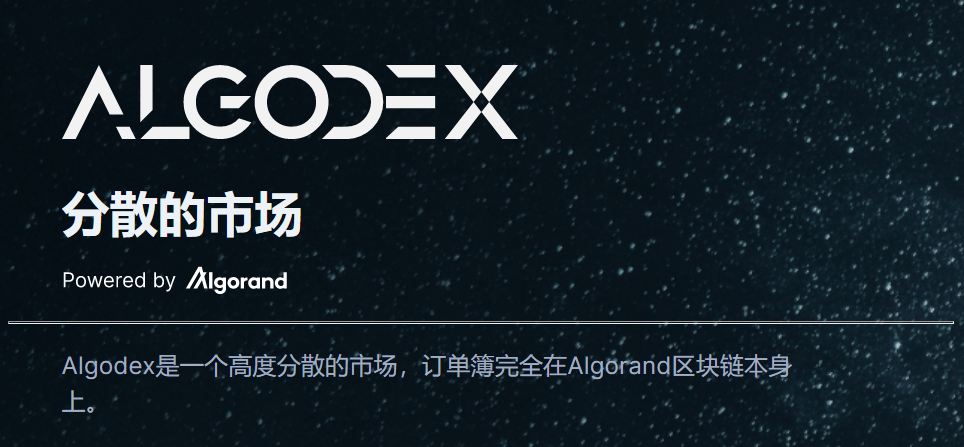 ALGODEX
分散的市场
Powered by Algorand
Algodex是一个高度分散的市场，订单簿完全在Algorand区块链本身
上。